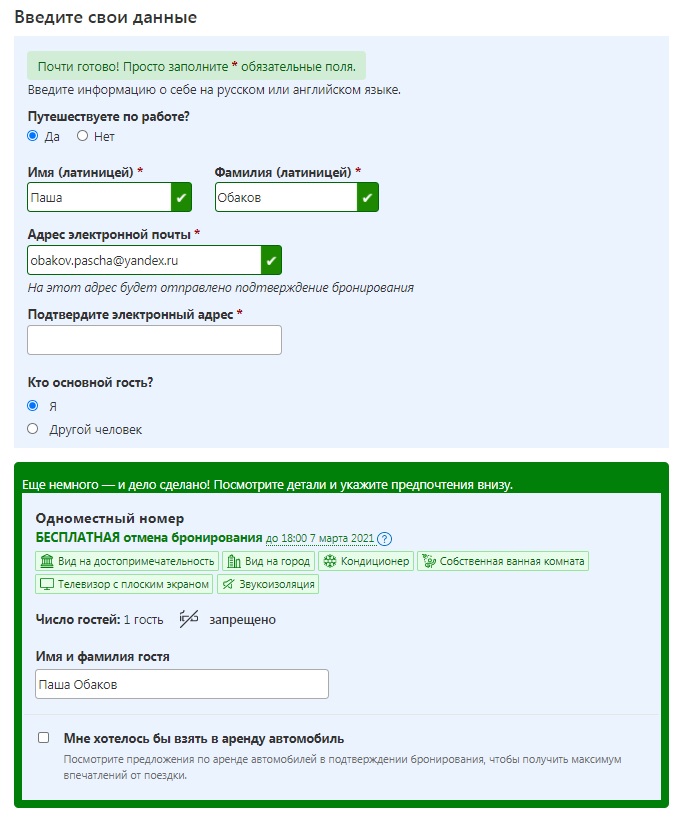 Введите свои данные
Почти готово! Просто заполните * обязательные поля.
Введите информацию о себе на русском или английском языке.
Путешествуете по работе?
Да Нет
Имя (латиницей) * Фамилия (латиницей) *
Паша Обаков
Адрес электронной почты *
obakov.pascha@yandex.ru
На этот адрес будет отправлено подтверждение бронирования
Подтвердите электронный адрес *
Кто основной гость?
Я
Другой человек
Еще немного — и дело сделано! Посмотрите детали и укажите предпочтения внизу.
Одноместный номер
БЕСПЛАТНАЯ отмена бронирования до 18:00 7 марта 2021 ?
Вид на достопримечательность Вид на город Кондиционер Собственная ванная комната
Телевизор с плоским экраном Звукоизоляция
Число гостей: 1 гость запрещено
Имя и фамилия гостя
Паша Обаков
Мне хотелось бы взять в аренду автомобиль
Посмотрите предложения по аренде автомобилей в подтверждении бронирования, чтобы получить максимум
впечатлений от поездки.